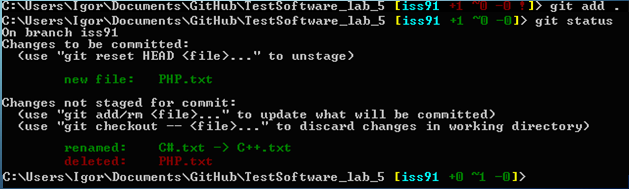 C:\Users\Igor\Documents\GitHub\TestSoftware_lab_5 [iss91 +1 ~0 -0 !]> git add .
C:\Users\Igor\Documents\GitHub\TestSoftware_lab_5 [iss91 +1 ~0 -0]> git status
On branch iss91
Changes to be committed:
(use "git reset HEAD <file>..." to unstage)
new file: PHP.txt
Changes not staged for commit:
(use "git add/rm <file>..." to update what will be committed)
(use "git checkout -- <file>..." to discard changes in working directory)
renamed: C#.txt -> C++.txt
deleted: PHP.txt
C:\Users\Igor\Documents\GitHub\TestSoftware_lab_5 [iss91 +0 ~1 -0]>